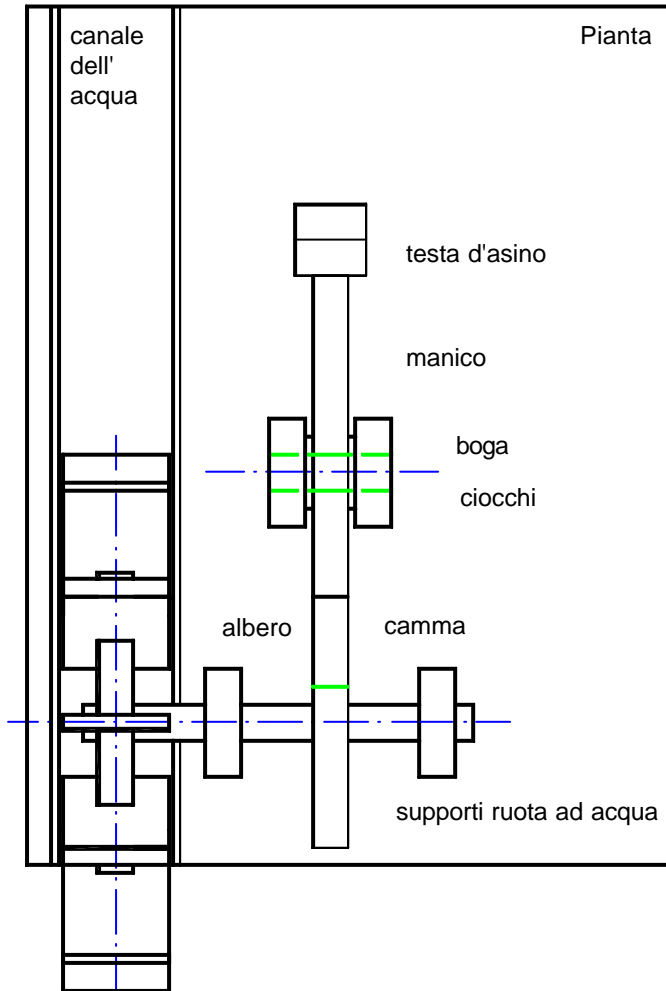 canale
dell'
acqua
Pianta
testa d'asino
manico
boga
ciocchi
albero
camma
supporti ruota ad acqua